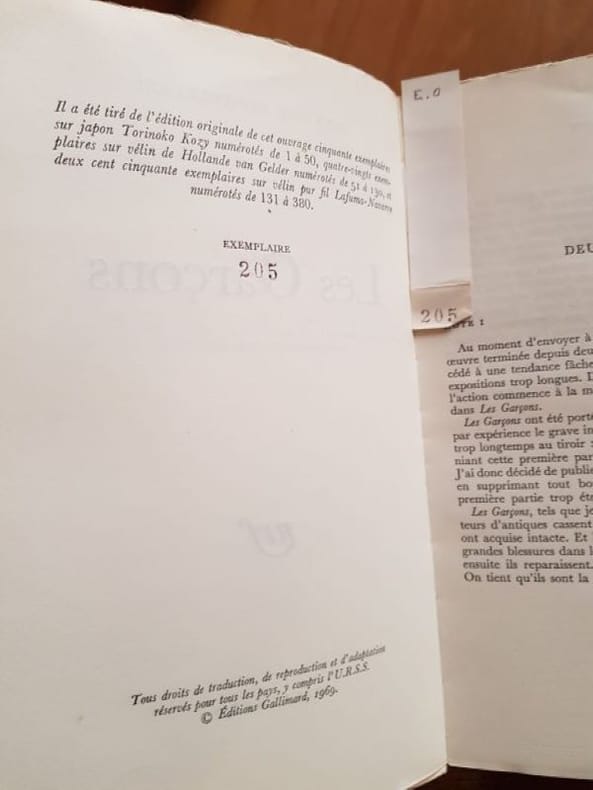 Il a été tiré de l'édition originale de cet ouvrage cinquante exemplaires
sur japon Torinoko Kozy numérotés de 1 à 50, quatre-vingts exem-
plaires sur vélin de Hollande van Gelder numérotés de 51 à 130, et
deux cent cinquante exemplaires sur vélin pur fil Lafuma-Navarre
numérotés de 131 à 380.
EXEMPLAIRE
205
Les Garçons
nrf
Tous droits de traduction, de reproduction et d'adaptation
réservés pour tous les pays, y compris l'U.R.S.S.
© Éditions Gallimard, 1969.
E.O
205
DEU
1
Au moment d'envoyer à
œuvre terminée depuis deu
cédé à une tendance fâche
expositions trop longues.
l'action commence à la m
dans Les Garçons.
Les Garçons ont été porté
par expérience le grave in
trop longtemps au tiroir :
niant cette première par
J'ai donc décidé de publie
en supprimant tout bo
première partie trop éte
Les Garçons, tels que je
teurs d'antiques cassent
ont acquise intacte. Et
grandes blessures dans l
ensuite ils reparaissent.
On tient qu'ils sont la